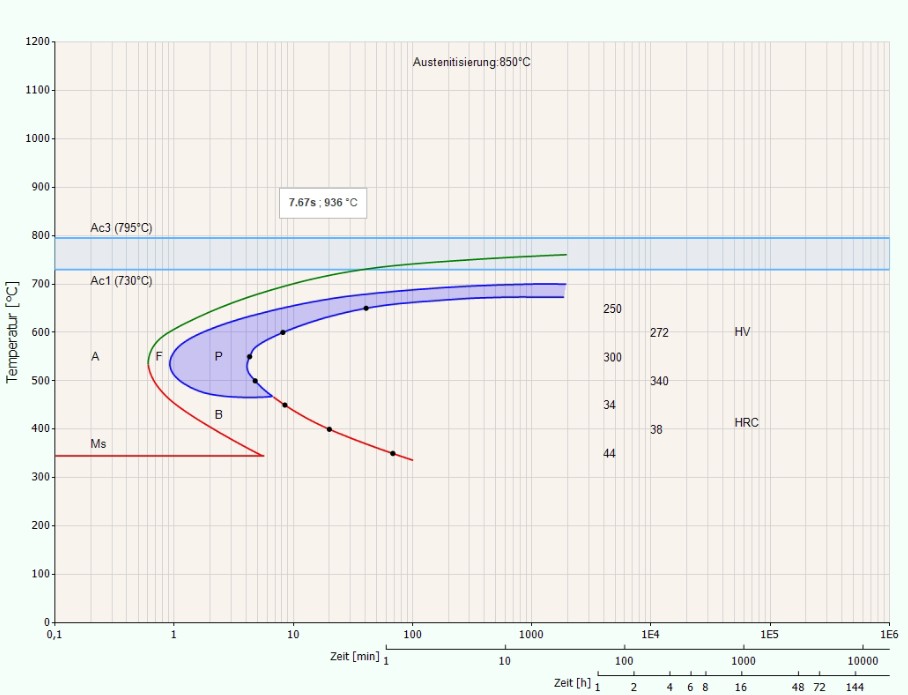 1200
Austenitisierung:850°C
1100
1000
900
7.67s ; 936 °C
Ac3 (795°C)
800
Ac1 (730°C)
700
250
600
272
HV
A
F
P
300
500
340
B
34
HRC
400
38
Ms
44
300
200
100
0
Temperatur [°C]
0,1 1 10 100 1000 1E4 1E5 1E6
Zeit [min] 1 10 100 1000 10000
Zeit [h] 1 2 4 6 8 16 48 72 144